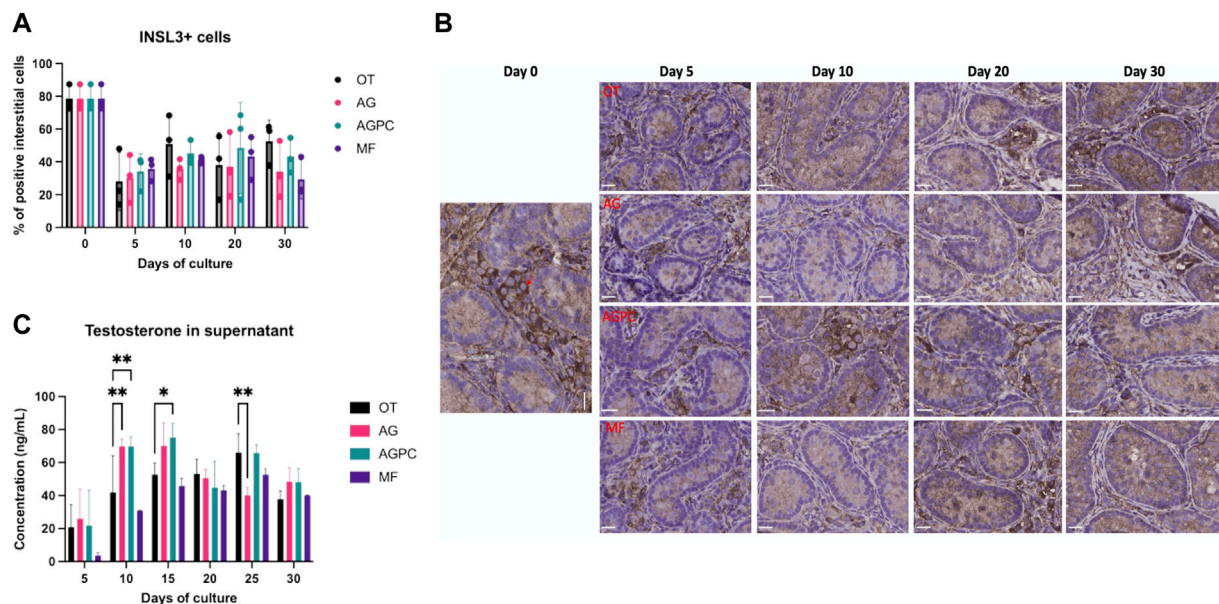 A
INSL3+ cells
% of positive interstitial cells
100
80
60
40
20
0
0 5 10 20 30
Days of culture
OT
AG
AGPC
MF
B
Day 0 Day 5 Day 10 Day 20 Day 30
OT
AG
AGPC
MF
C
Testosterone in supernatant
Concentration (ng/mL)
100
80
60
40
20
0
** ** * **
5 10 15 20 25 30
Days of culture
OT
AG
AGPC
MF